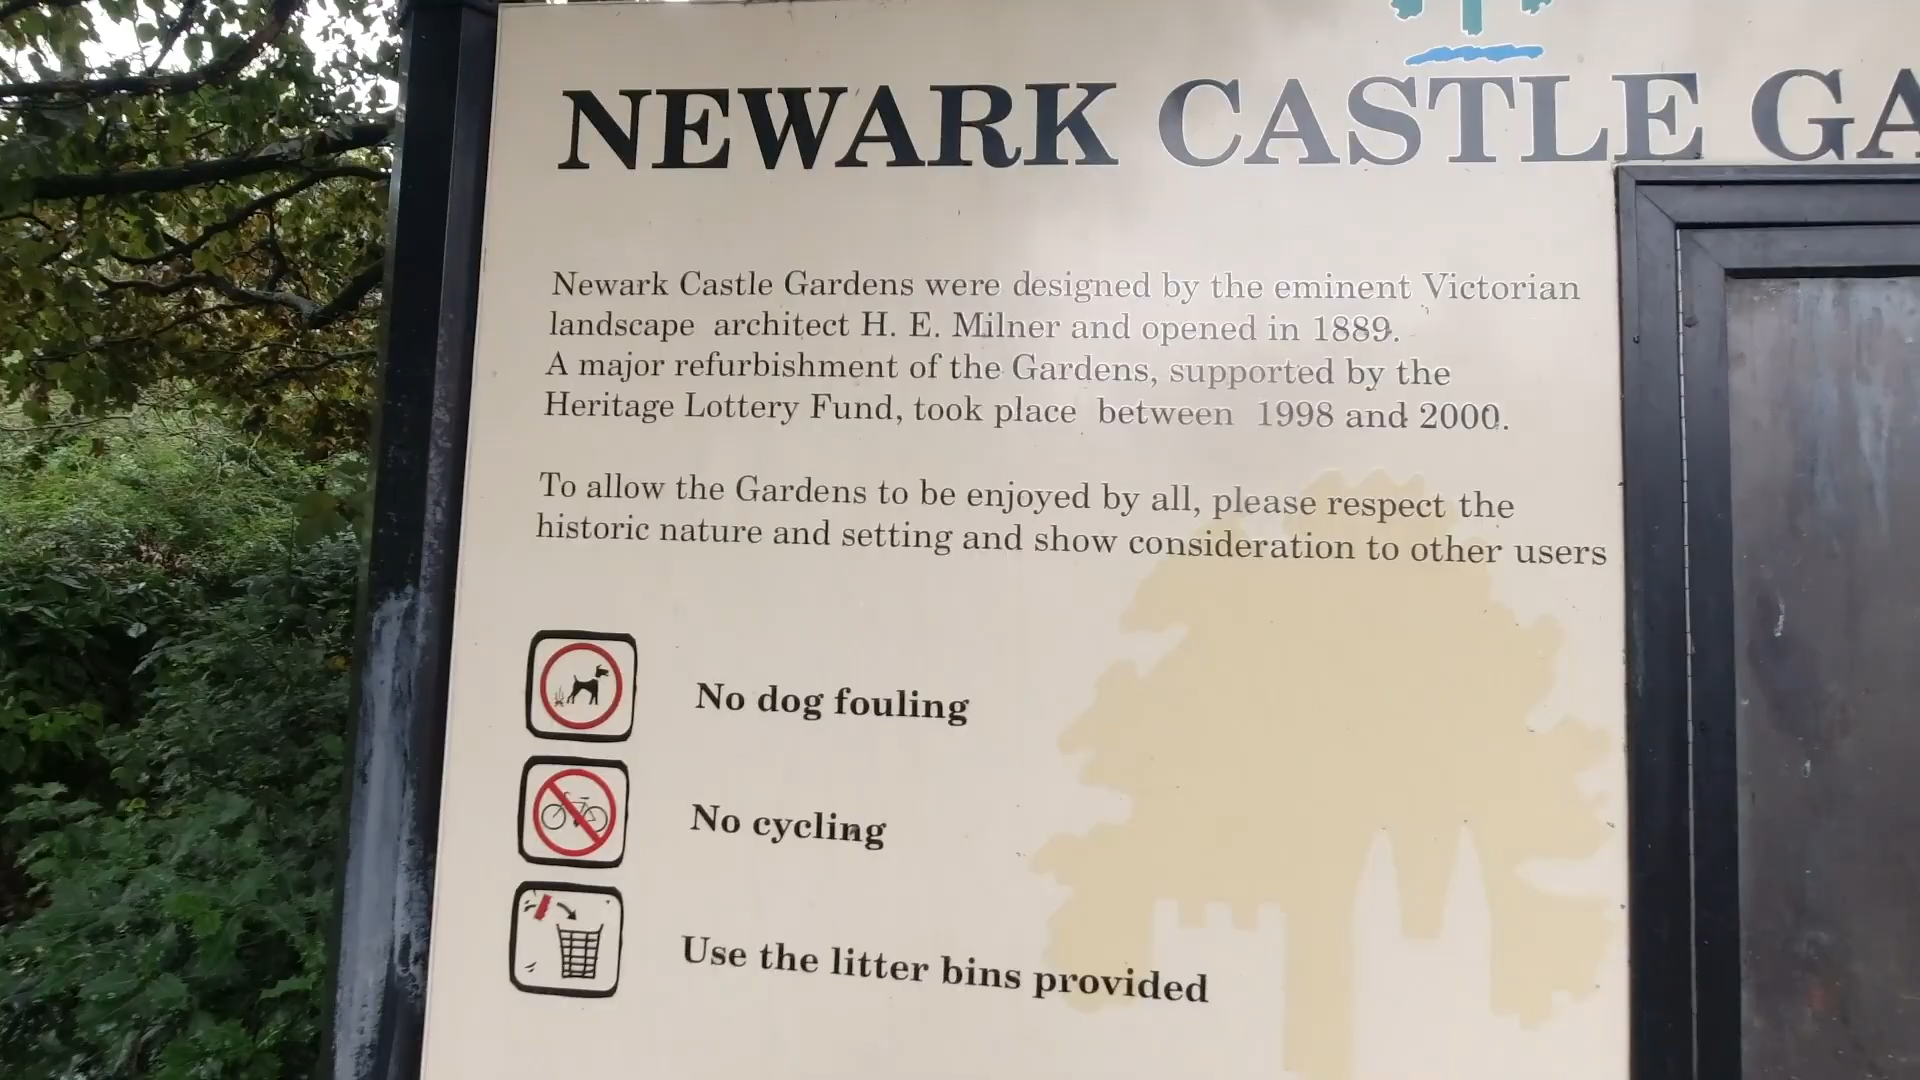 NEWARK CASTLE GA
Newark Castle Gardens were designed by the eminent Victorian
landscape architect H. E. Milner and opened in 1889.
A major refurbishment of the Gardens, supported by the
Heritage Lottery Fund, took place between 1998 and 2000.
To allow the Gardens to be enjoyed by all, please respect the
historic nature and setting and show consideration to other users
No dog fouling
No cycling
Use the litter bins provided